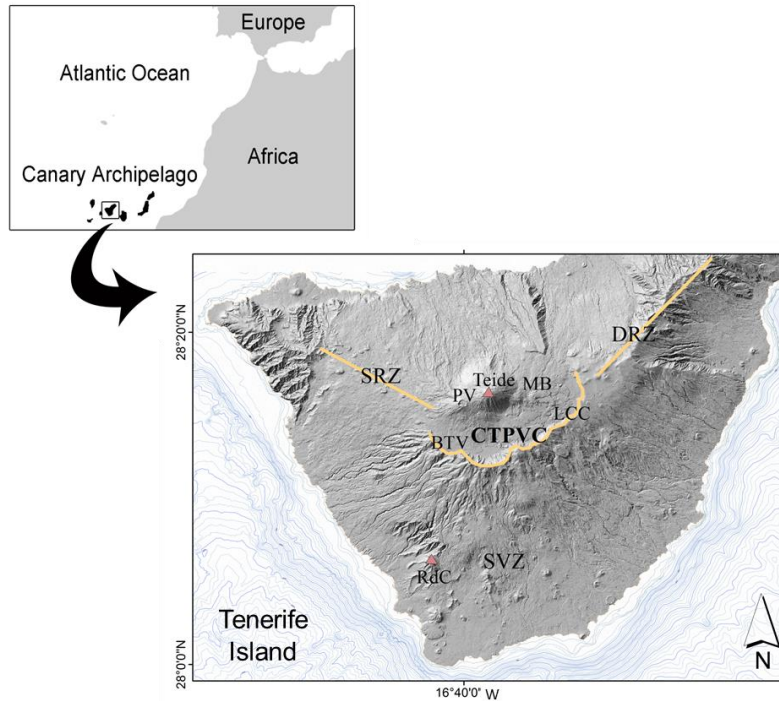 Europe
Atlantic Ocean
Africa
Canary Archipelago
28°20'0"N
DRZ
SRZ
Teide
MB
PV
LCC
BTV
CTPVC
SVZ
RdC
Tenerife
Island
N
28°0'0"N
16°40'0" W